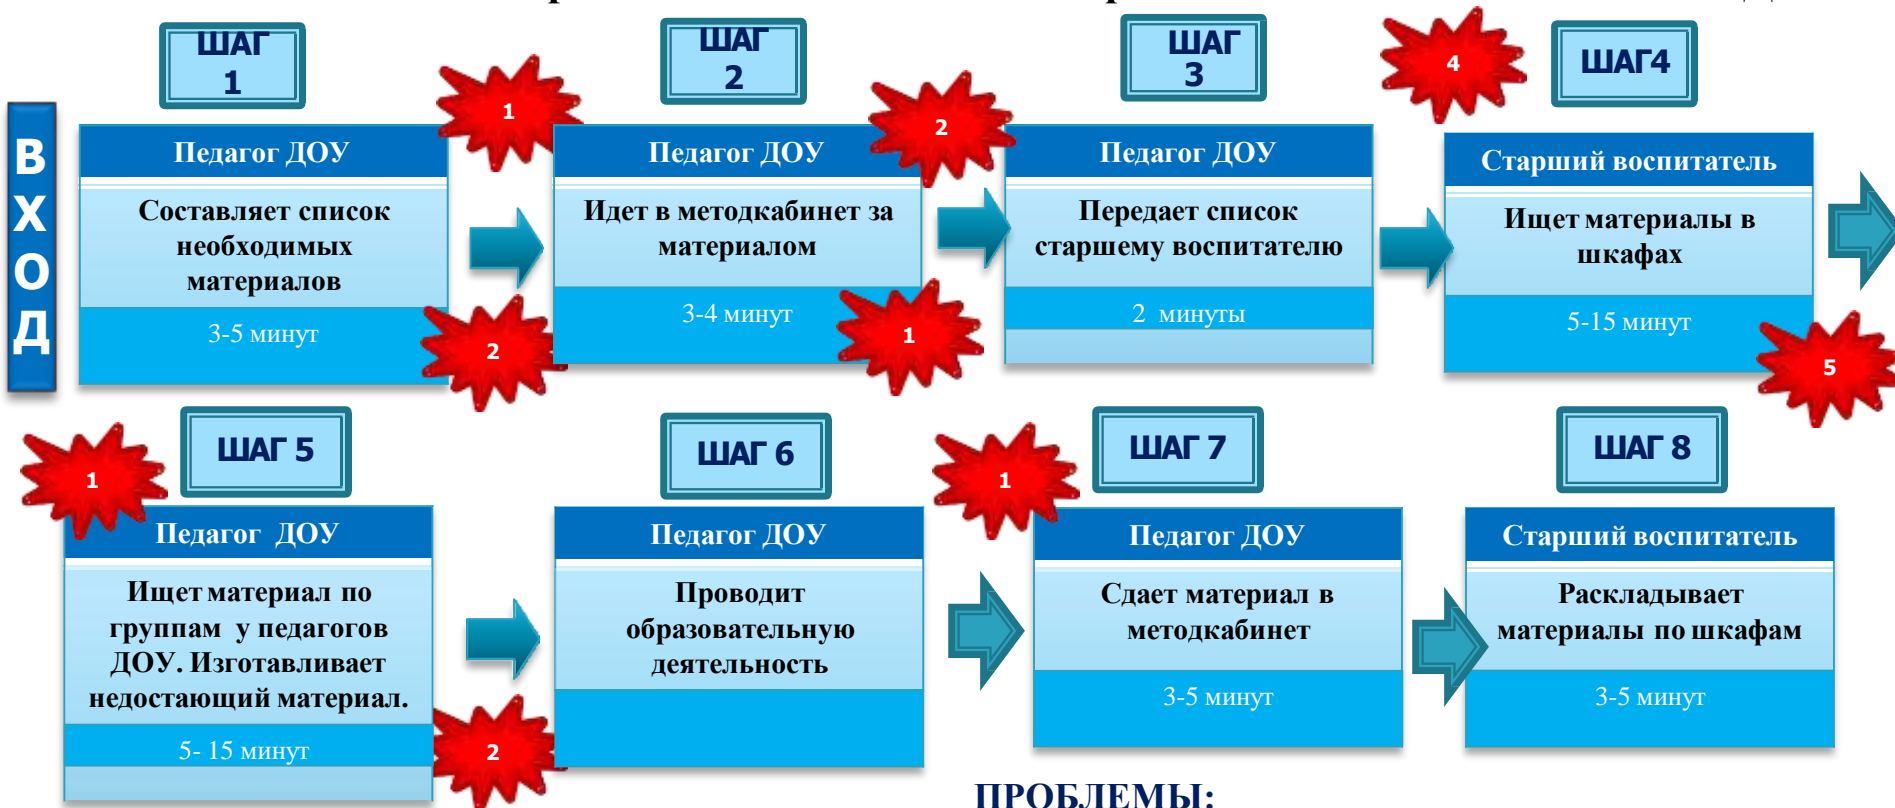 ШАГ
1
ШАГ
2
ШАГ
3
ШАГ4
В
Х
О
Д
1
2
4
Педагог ДОУ
Составляет список
необходимых
материалов
3-5 минут
2
Педагог ДОУ
Идет в методкабинет за
материалом
3-4 минут
1
Педагог ДОУ
Передает список
старшему воспитателю
2 минуты
Старший воспитатель
Ищет материалы в
шкафах
5-15 минут
5
ШАГ 5
ШАГ 6
ШАГ 7
ШАГ 8
1
1
Педагог ДОУ
Ищет материал по
группам у педагогов
ДОУ. Изготавливает
недостающий материал.
5- 15 минут
2
Педагог ДОУ
Проводит
образовательную
деятельность
Педагог ДОУ
Сдает материал в
методкабинет
3-5 минут
Старший воспитатель
Раскладывает
материалы по шкафам
3-5 минут
ПРОБЛЕМЫ: